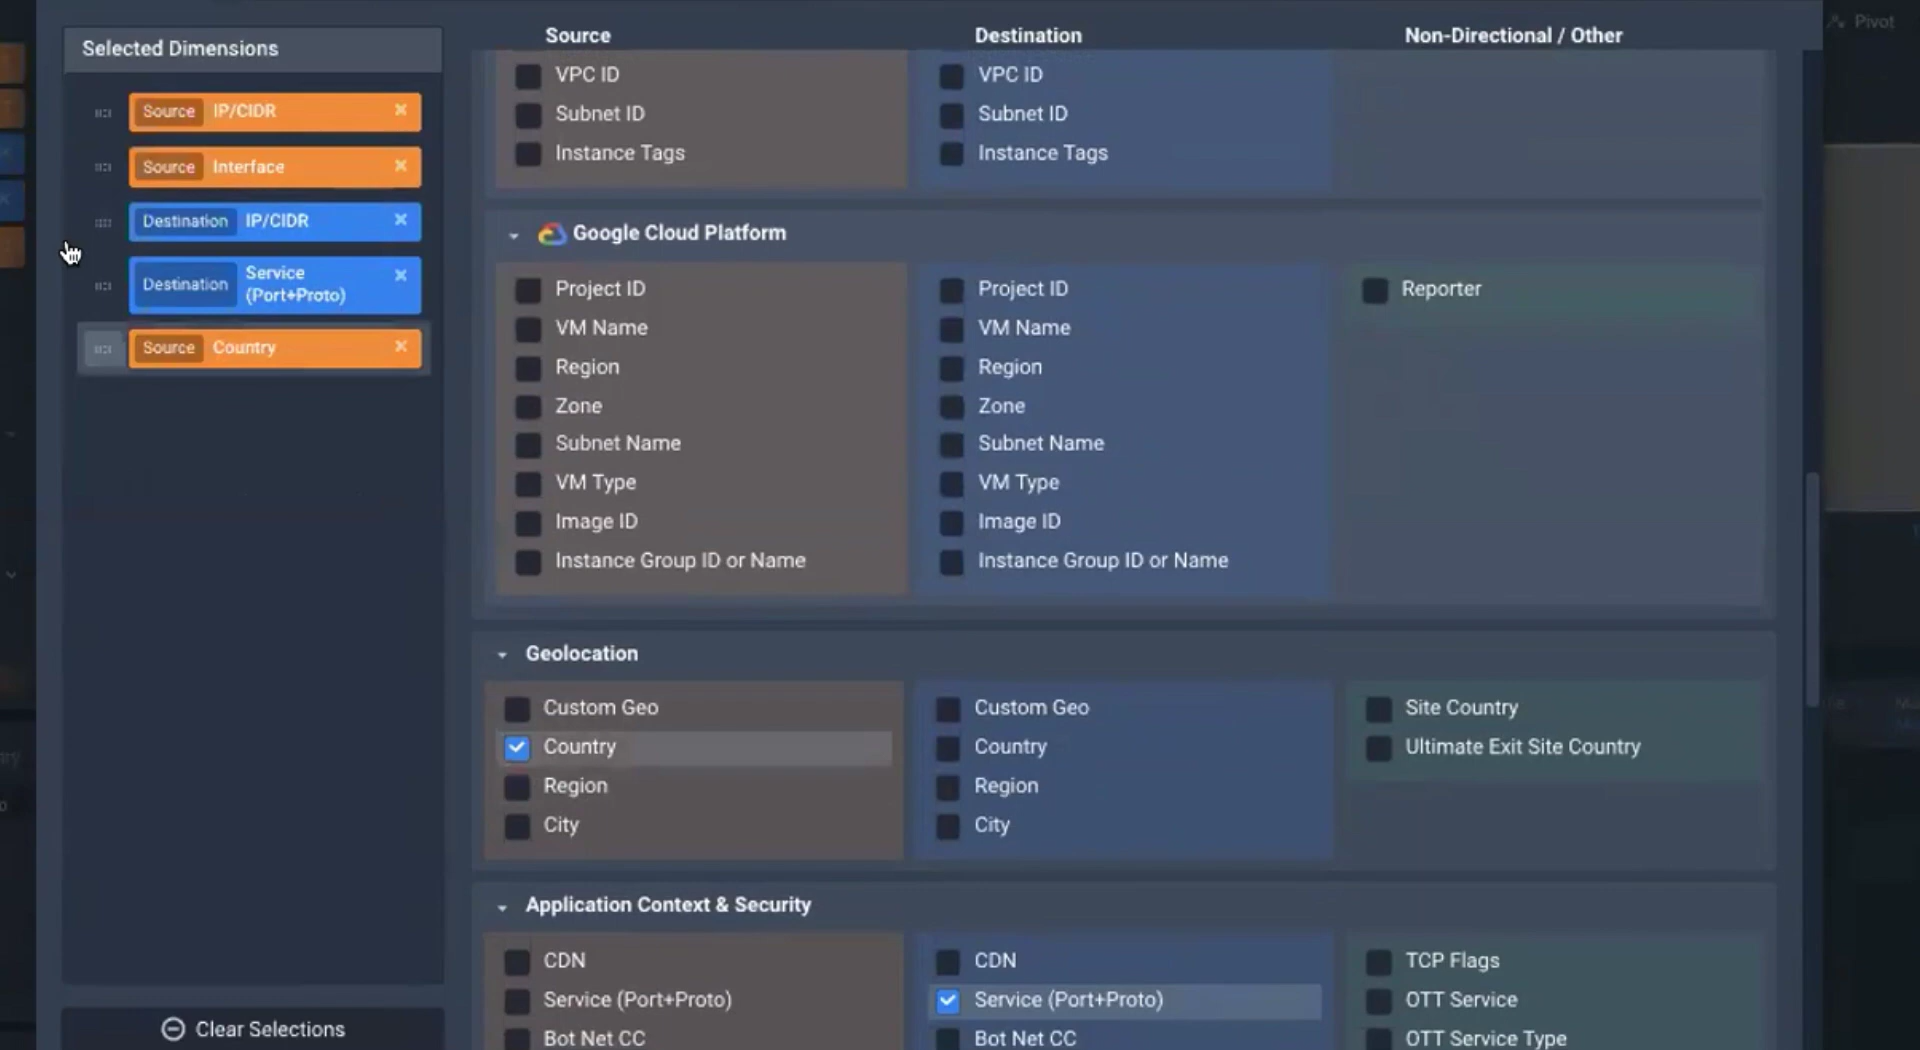 Pivot
Selected Dimensions
Source IP/CIDR
Source Interface
Destination IP/CIDR
Destination Service
(Port+Proto)
Source Country
Clear Selections
Source Destination Non-Directional / Other
VPC ID VPC ID
Subnet ID Subnet ID
Instance Tags Instance Tags
Google Cloud Platform
Project ID Project ID Reporter
VM Name VM Name
Region Region
Zone Zone
Subnet Name Subnet Name
VM Type VM Type
Image ID Image ID
Instance Group ID or Name Instance Group ID or Name
Geolocation
Custom Geo Custom Geo Site Country
Country Country Ultimate Exit Site Country
Region Region
City City
Application Context & Security
CDN CDN TCP Flags
Service (Port+Proto) Service (Port+Proto) OTT Service
Bot Net CC Bot Net CC OTT Service Type